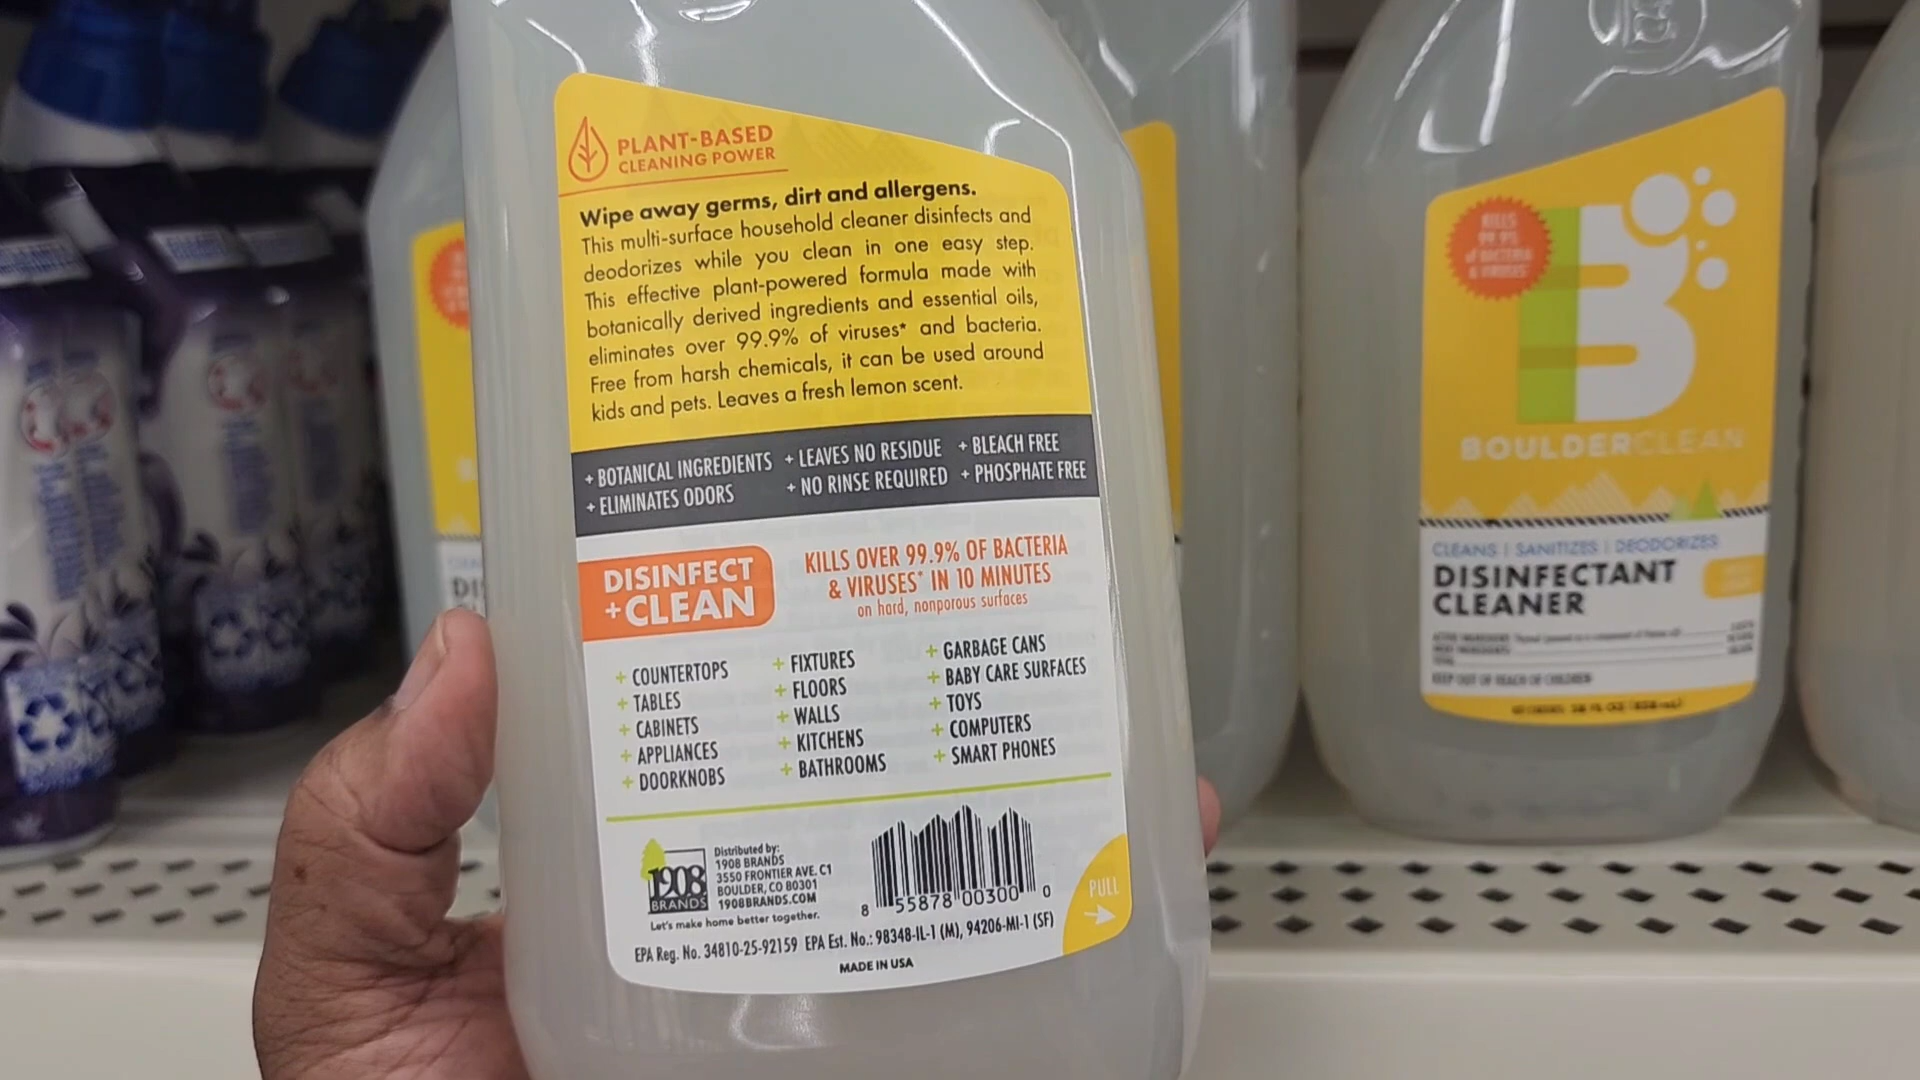 PLANT-BASED
CLEANING POWER
Wipe away germs, dirt and allergens.
This multi-surface household cleaner disinfects and
deodorizes while you clean in one easy step.
This effective plant-powered formula made with
botanically derived ingredients and essential oils,
eliminates over 99.9% of viruses* and bacteria.
Free from harsh chemicals, it can be used around
kids and pets. Leaves a fresh lemon scent.
+ BOTANICAL INGREDIENTS + LEAVES NO RESIDUE + BLEACH FREE
+ ELIMINATES ODORS + NO RINSE REQUIRED + PHOSPHATE FREE
DISINFECT
+CLEAN
KILLS OVER 99.9% OF BACTERIA
& VIRUSES* IN 10 MINUTES
on hard, nonporous surfaces
+ COUNTERTOPS
+ TABLES
+ CABINETS
+ APPLIANCES
+ DOORKNOBS
+ FIXTURES
+ FLOORS
+ WALLS
+ KITCHENS
+ BATHROOMS
+ GARBAGE CANS
+ BABY CARE SURFACES
+ TOYS
+ COMPUTERS
+ SMART PHONES
1908
BRANDS
Distributed by:
1908 BRANDS
3550 FRONTIER AVE. C1
BOULDER, CO 80301
1908BRANDS.COM
Let's make home better together.
8 55878 00300 0
PULL
EPA Reg. No. 34810-25-92159 EPA Est. No.: 98348-IL-1 (M), 94206-MI-1 (SF)
MADE IN USA
KILLS
99.9%
of BACTERIA
& VIRUSES*
B
BOULDERCLEAN
CLEANS | SANITIZES | DEODORIZES
DISINFECTANT
CLEANER
KEEP OUT OF REACH OF CHILDREN